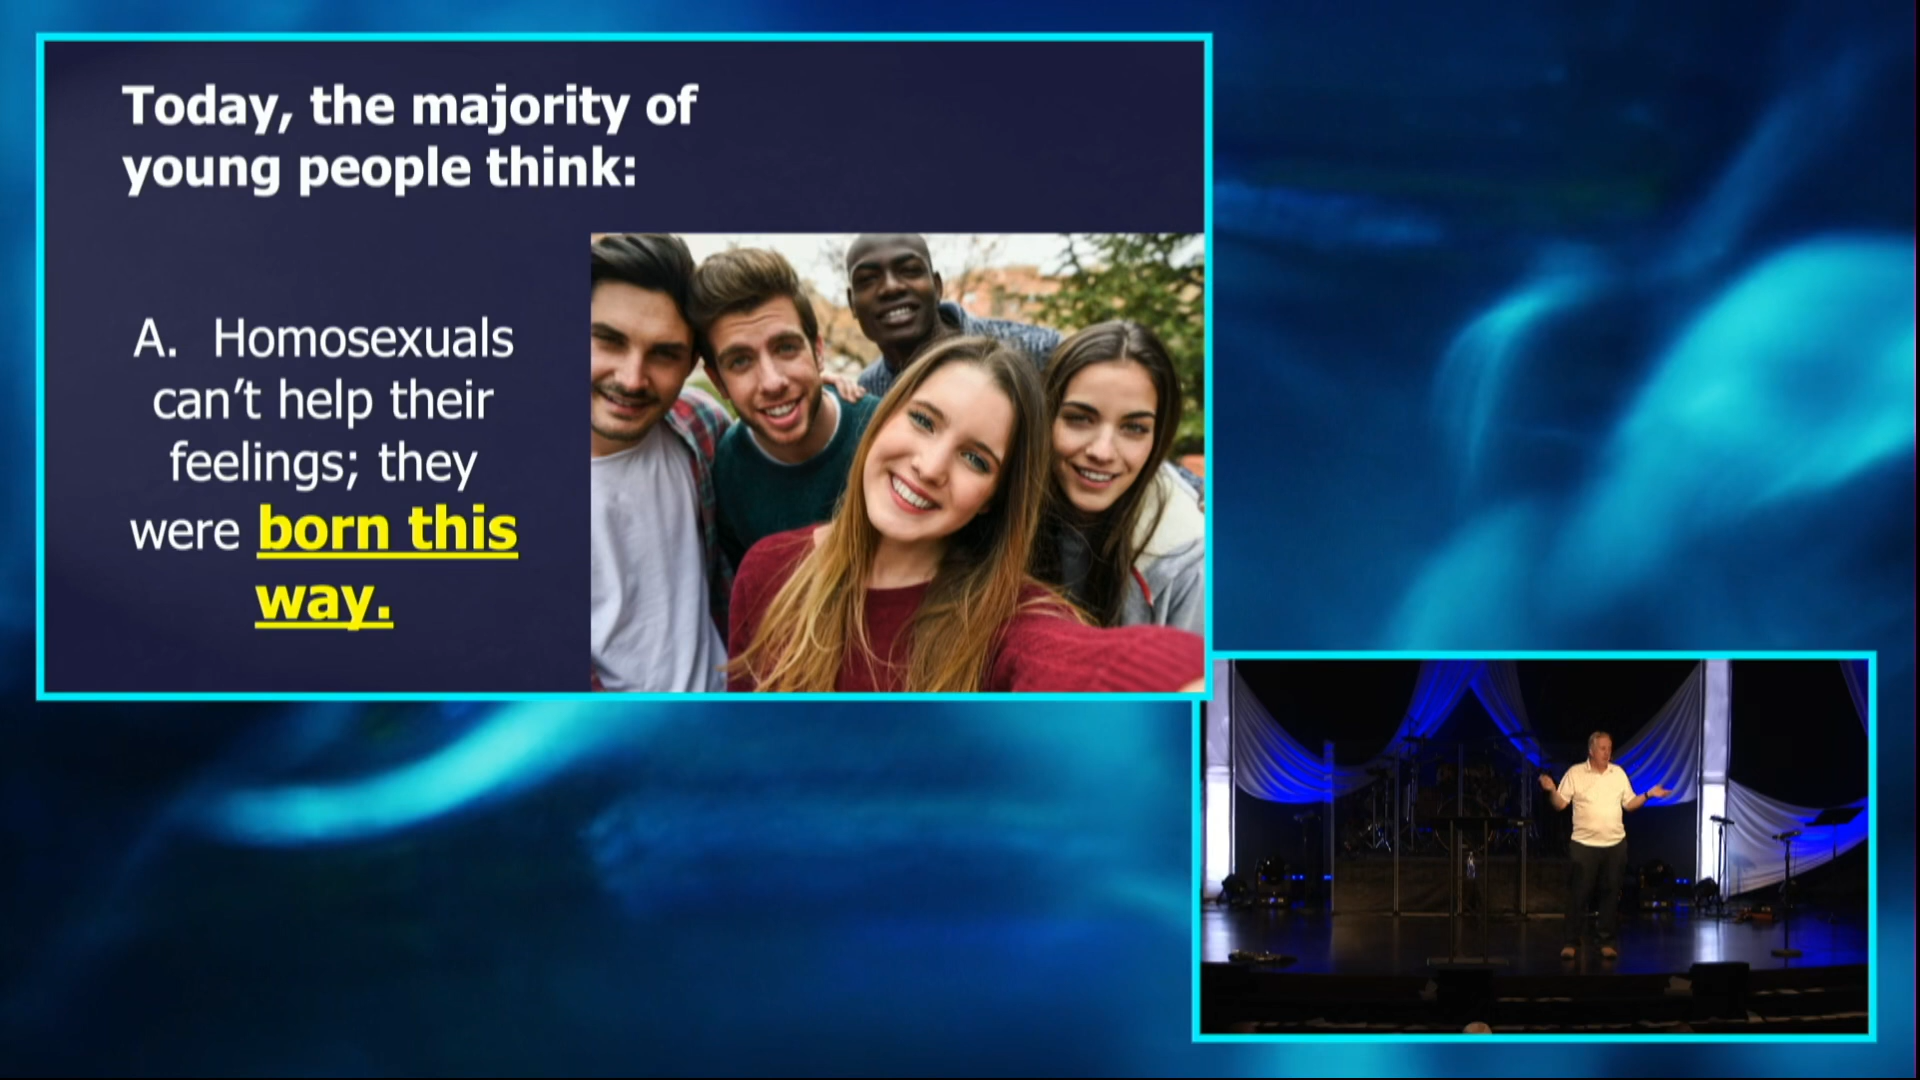 Today, the majority of
young people think:
A. Homosexuals
can't help their
feelings; they
were born this
way.